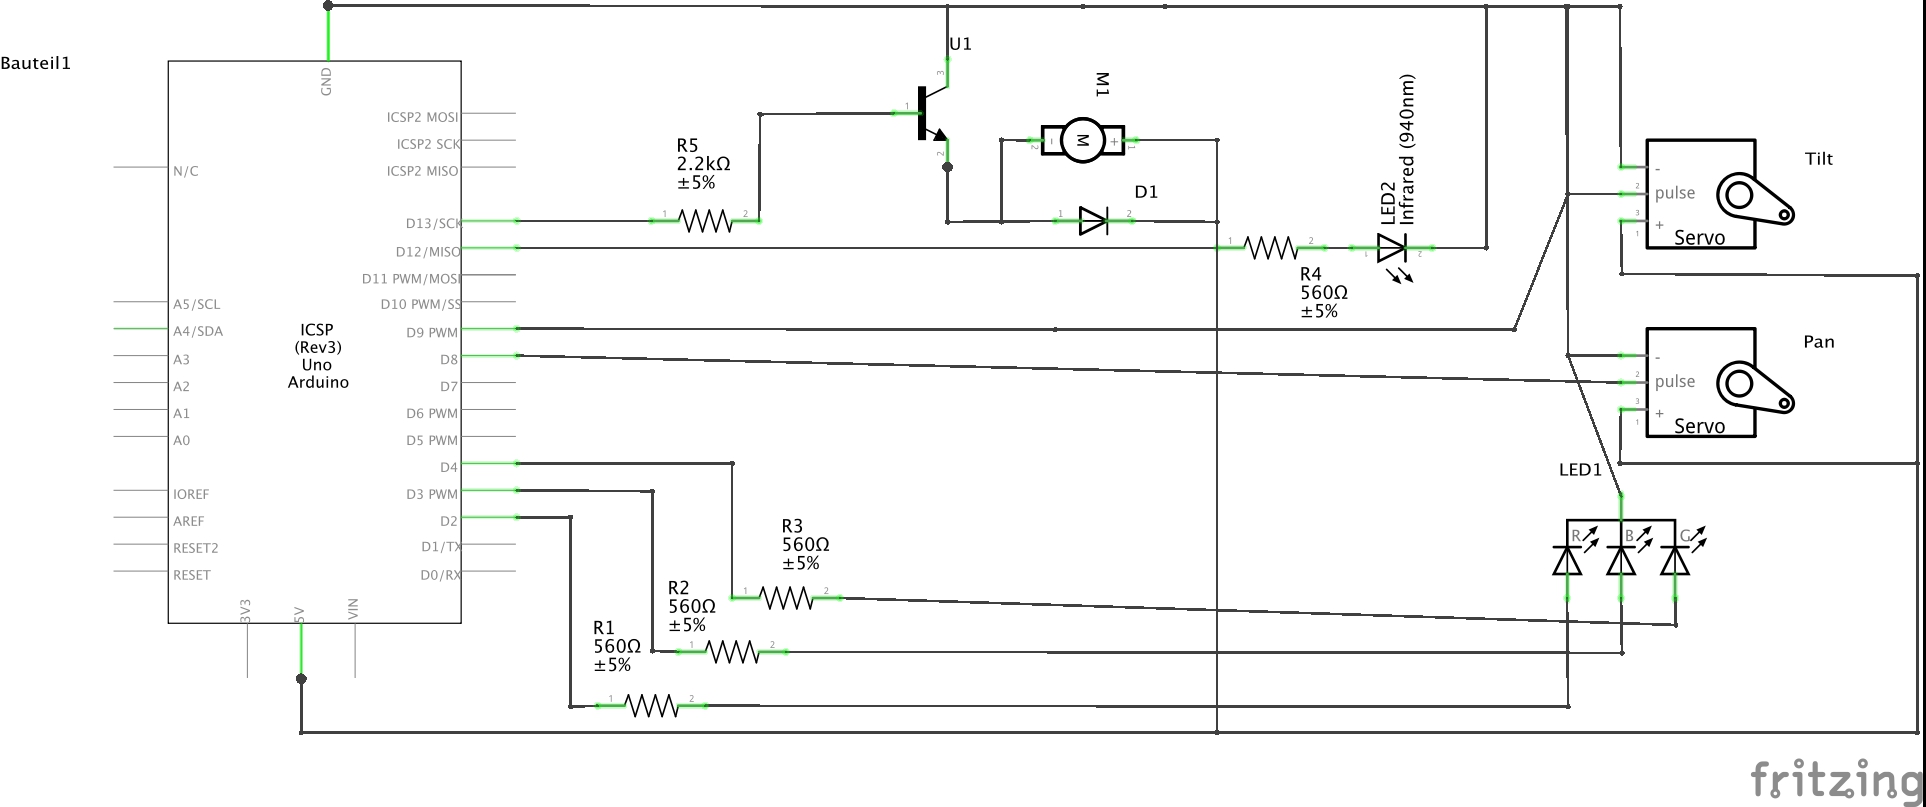 Bauteil1
GND
N/C
A5/SCL
A4/SDA
A3
A2
A1
A0
IOREF
AREF
RESET2
RESET
ICSP
(Rev3)
Uno
Arduino
ICSP2 MOSI
ICSP2 SCK
ICSP2 MISO
D13/SCK
D12/MISO
D11 PWM/MOSI
D10 PWM/SS
D9 PWM
D8
D7
D6 PWM
D5 PWM
D4
D3 PWM
D2
D1/TX
D0/RX
3V3
5V
VIN
R5
2.2kΩ
±5%
1
2
U1
3
1
2
M1
2
-
M
+
1
D1
1
2
LED2
Infrared (940nm)
1
2
1
2
R4
560Ω
±5%
Tilt
-
2
pulse
3
+
1
Servo
Pan
-
2
pulse
3
+
1
Servo
LED1
R
B
G
R3
560Ω
±5%
1
2
R2
560Ω
±5%
1
2
R1
560Ω
±5%
1
2
fritzing